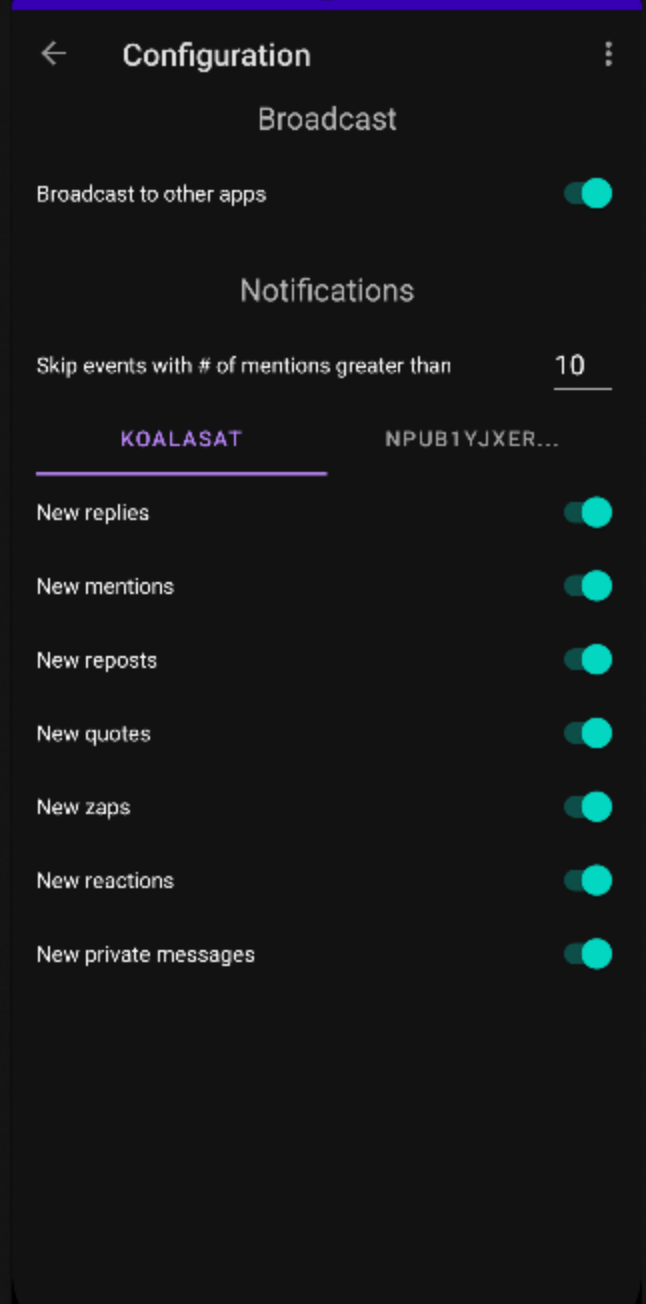 Configuration
Broadcast
Broadcast to other apps
Notifications
Skip events with # of mentions greater than 10
KOALASAT NPUB1YJXER...
New replies
New mentions
New reposts
New quotes
New zaps
New reactions
New private messages